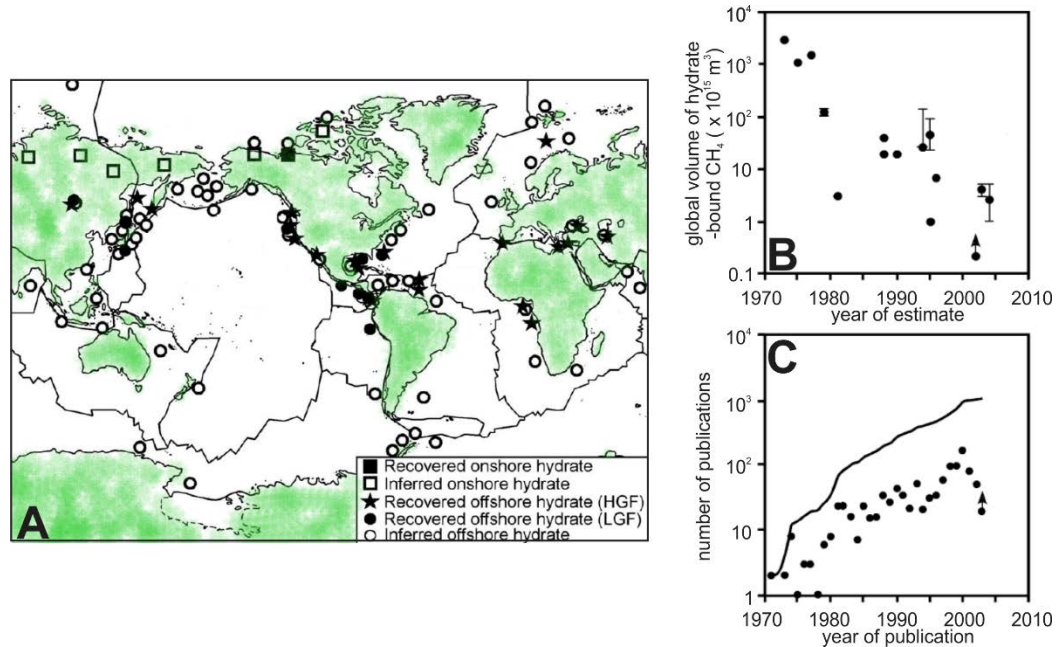 A
Recovered onshore hydrate
Inferred onshore hydrate
Recovered offshore hydrate (HGF)
Recovered offshore hydrate (LGF)
Inferred offshore hydrate
B
global volume of hydrate
-bound CH₄ ( x 10¹⁵ m³)
10⁴
10³
10²
10
1
0.1
1970 1980 1990 2000 2010
year of estimate
C
number of publications
10⁴
10³
10²
10
1
1970 1980 1990 2000 2010
year of publication